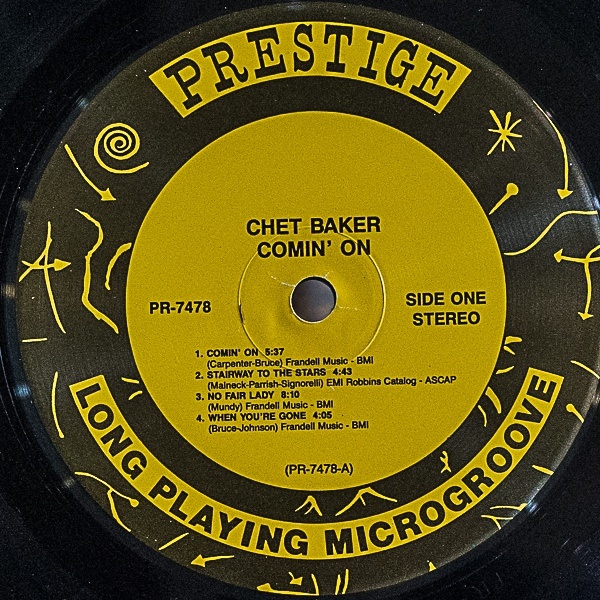 PRESTIGE
CHET BAKER
COMIN' ON
PR-7478
SIDE ONE
STEREO
1. COMIN' ON 5:37
(Carpenter-Bruce) Frandell Music - BMI
2. STAIRWAY TO THE STARS 4:43
(Malneck-Parrish-Signorelli) EMI Robbins Catalog - ASCAP
3. NO FAIR LADY 8:10
(Mundy) Frandell Music - BMI
4. WHEN YOU'RE GONE 4:05
(Bruce-Johnson) Frandell Music - BMI
(PR-7478-A)
LONG PLAYING MICROGROOVE